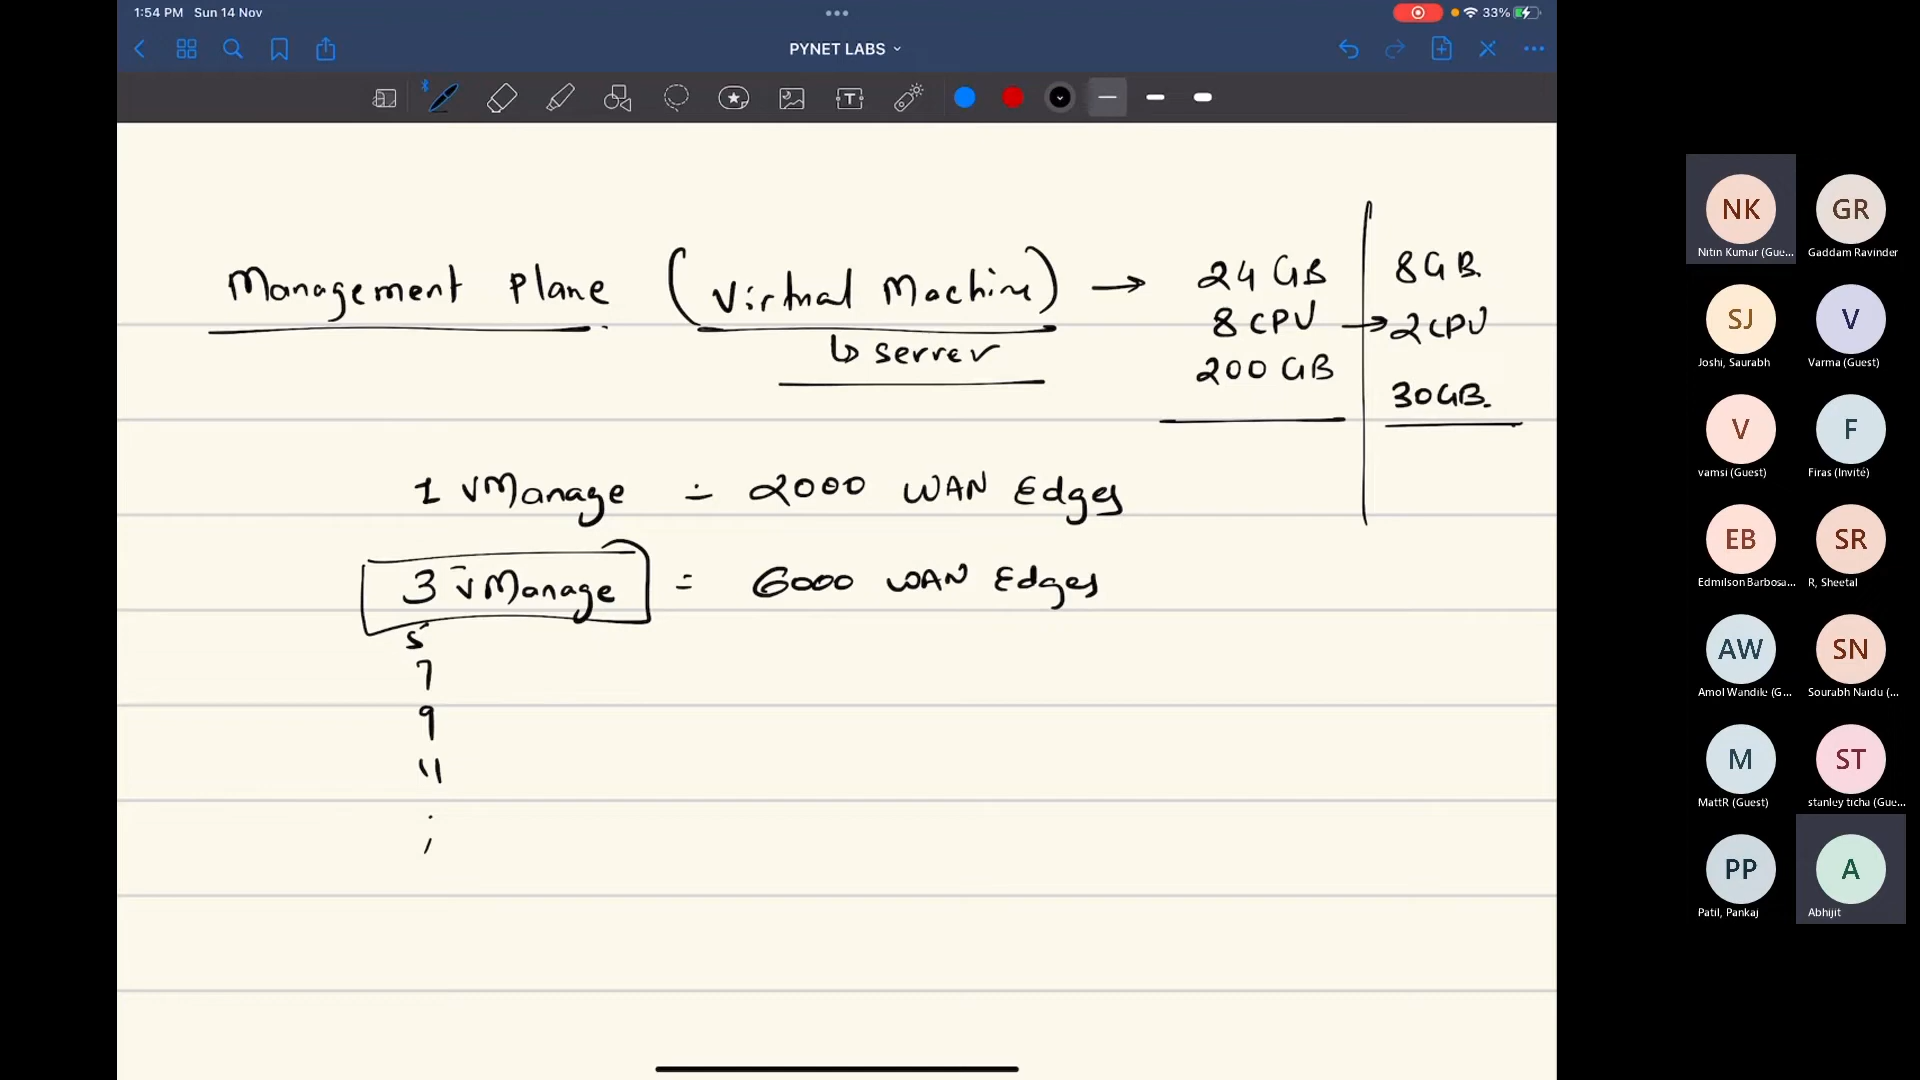 1:54 PM Sun 14 Nov
33%
PYNET LABS
Management Plane (Virtual Machine) → 24 GB | 8GB.
8 CPU → 2 CPU
↳ server
200 GB
30GB.
1 vManage ÷ 2000 WAN Edges
3 vManage = 6000 WAN Edges
5
7
9
11
NK GR
Nitin Kumar (Gue... Gaddam Ravinder
SJ V
Joshi, Saurabh Varma (Guest)
V F
vamsi (Guest) Firas (Invité)
EB SR
Edmilson Barbosa... R, Sheetal
AW SN
Amol Wandile (G... Sourabh Naidu (...
M ST
MattR (Guest) stanley ticha (Gue...
PP A
Patil, Pankaj Abhijit